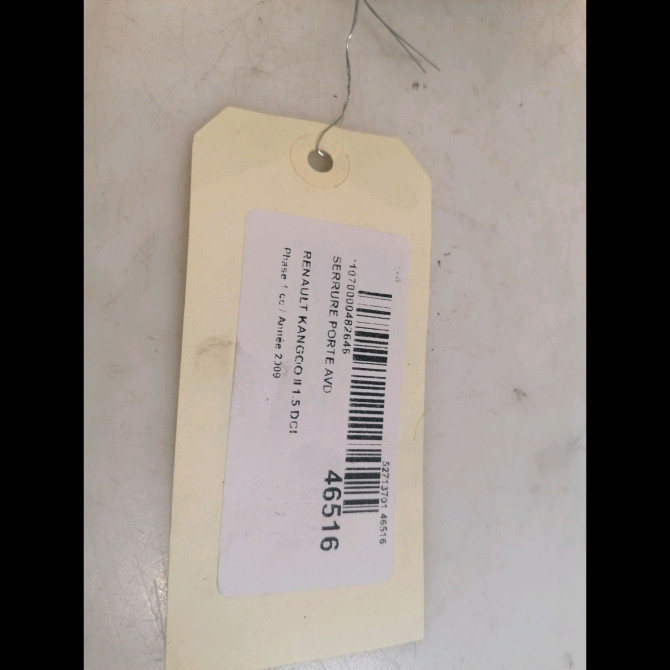 52713701 46516
*1070000482646
SERRURE PORTE AVD
46516
RENAULT KANGOO II 1.5 DCI
Phase 1 cc / Année 2009